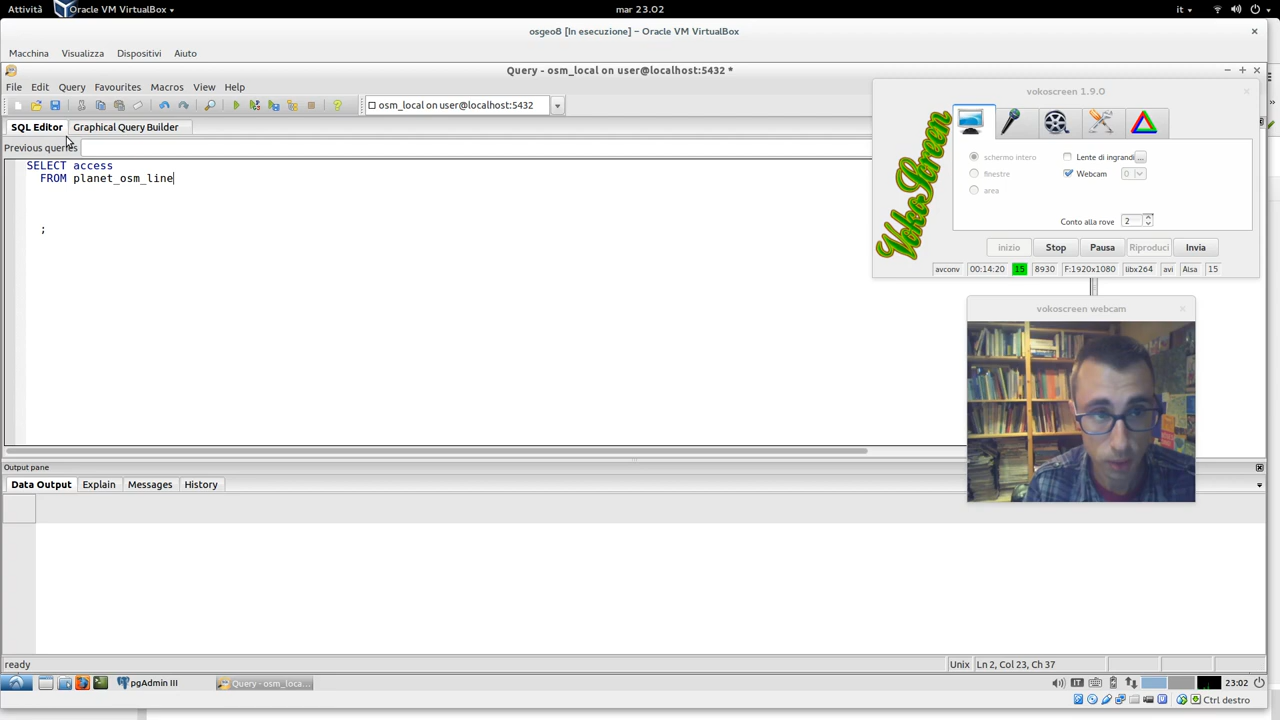 Attività Oracle VM VirtualBox mar 23.02 it
osgeo8 [In esecuzione] – Oracle VM VirtualBox
Macchina Visualizza Dispositivi Aiuto
Query - osm_local on user@localhost:5432 *
File Edit Query Favourites Macros View Help
osm_local on user@localhost:5432
SQL Editor Graphical Query Builder
Previous queries
SELECT access
FROM planet_osm_line
;
vokoscreen 1.9.0
VokoScreen
schermo intero Lente di ingrandi ...
finestre Webcam 0
area
Conto alla rove 2
inizio Stop Pausa Riproduci Invia
avconv 00:14:20 15 8930 F:1920x1080 libx264 avi Alsa 15
vokoscreen webcam
Output pane
Data Output Explain Messages History
ready Unix Ln 2, Col 23, Ch 37
pgAdmin III Query - osm_loca... IT 23:02
Ctrl destro